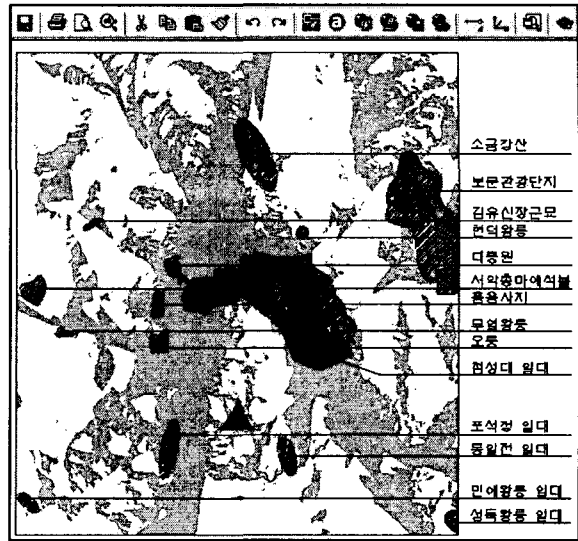 소금강산
보문관광단지
김유신장군묘
헌덕왕릉
대릉원
서악동마애석불
흥륜사지
무열왕릉
오릉
첨성대 일대
포석정 일대
통일전 일대
민애왕릉 일대
성덕왕릉 일대